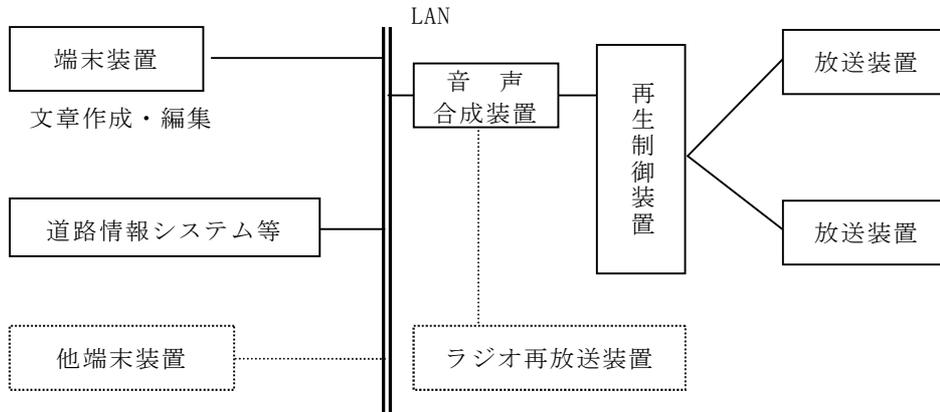 LAN
端末装置
文章作成・編集
音　声
合成装置
再生制御装置
放送装置
放送装置
道路情報システム等
他端末装置
ラジオ再放送装置